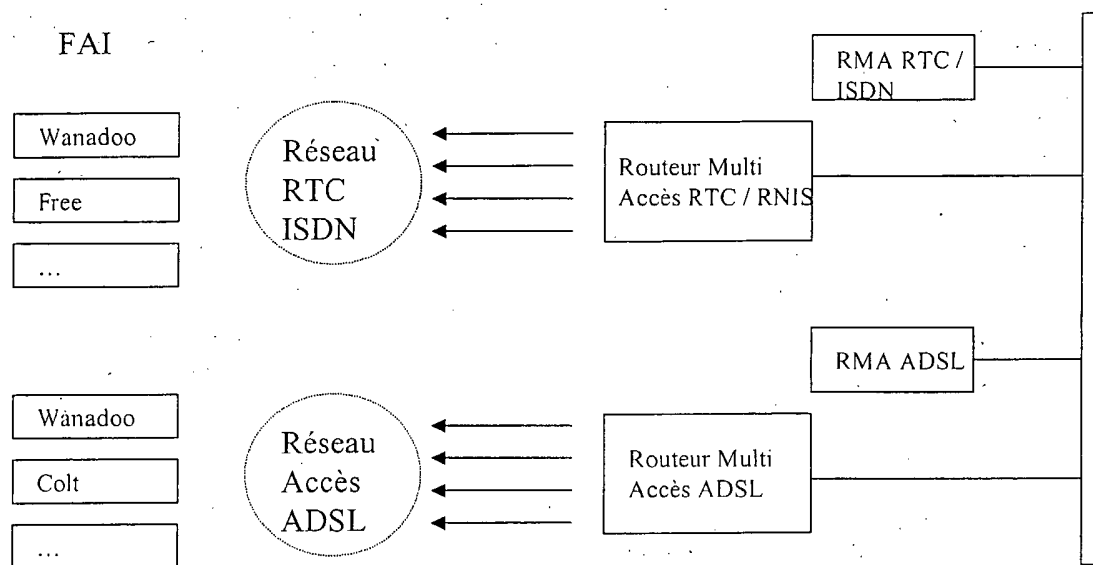 FAI
Wanadoo
Free
...
Réseau
RTC
ISDN
Routeur Multi
Accès RTC / RNIS
RMA RTC /
ISDN
RMA ADSL
Wanadoo
Colt
...
Réseau
Accès
ADSL
Routeur Multi
Accès ADSL